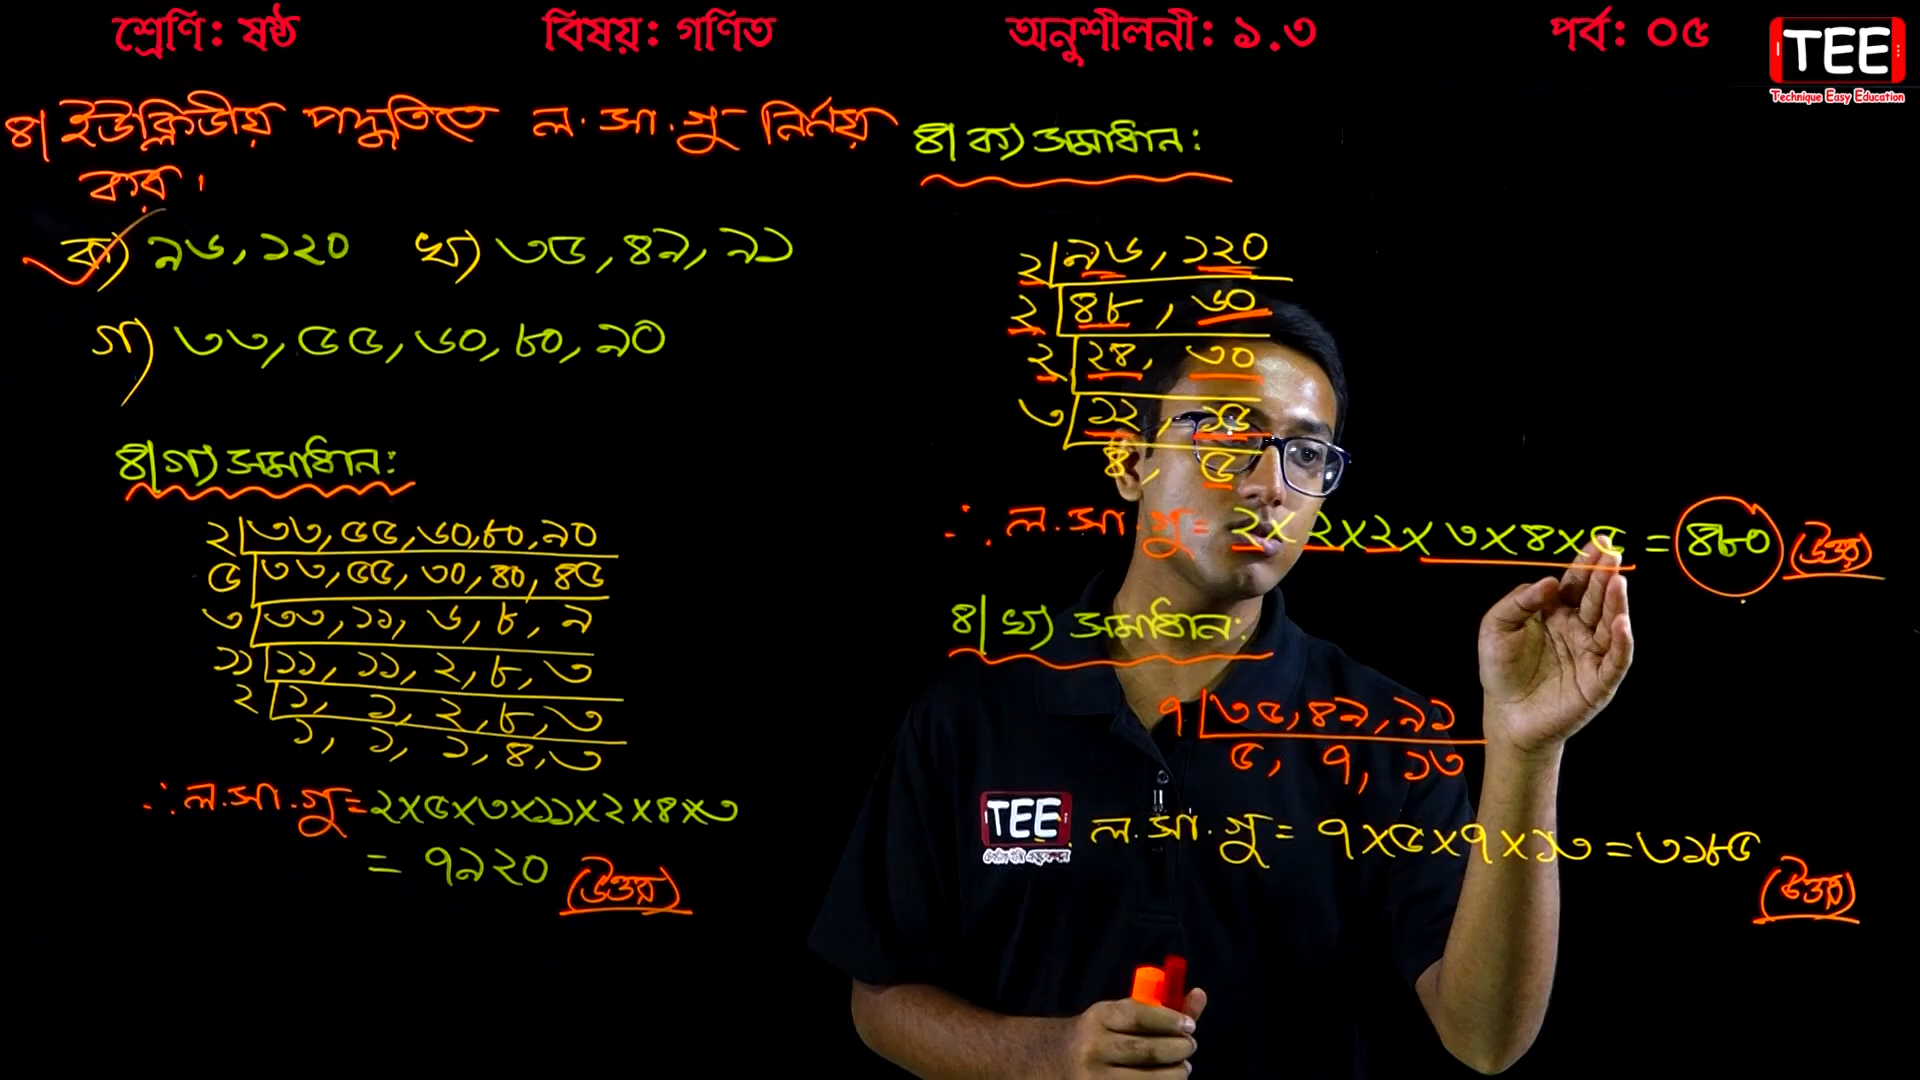 শ্রেণি: ষষ্ঠ বিষয়: গণিত অনুশীলনী: ১.৩ পর্ব: ০৫
TEE
Technique Easy Education
৪| ইউক্লিডীয় পদ্ধতিতে ল.সা.গু নির্ণয়
কর।
ক) ৯৬, ১২০ খ) ৩৫, ৪৯, ৯১
গ) ৩৩, ৫৫, ৬০, ৮০, ৯০
৪|গ) সমাধান:
২|৩৩, ৫৫, ৬০, ৮০, ৯০
৫|৩৩, ৫৫, ৩০, ৪০, ৪৫
৩|৩৩, ১১, ৬, ৮, ৯
১১|১১, ১১, ২, ৮, ৩
২|১, ১, ২, ৮, ৩
১, ১, ১, ৪, ৩
∴ ল.সা.গু = ২×৫×৩×১১×২×৪×৩
= ৭৯২০ (উত্তর)
৪| ক) সমাধান:
২|৯৬, ১২০
২|৪৮, ৬০
২|২৪, ৩০
৩|১২, ১৫
৪, ৫
∴ ল.সা.গু = ২×২×২×৩×৪×৫ = ৪৮০ (উত্তর)
৪| খ) সমাধান:
৭|৩৫, ৪৯, ৯১
৫, ৭, ১৩
ল.সা.গু = ৭×৫×৭×১৩ = ৩১৮৫
(উত্তর)
TEE